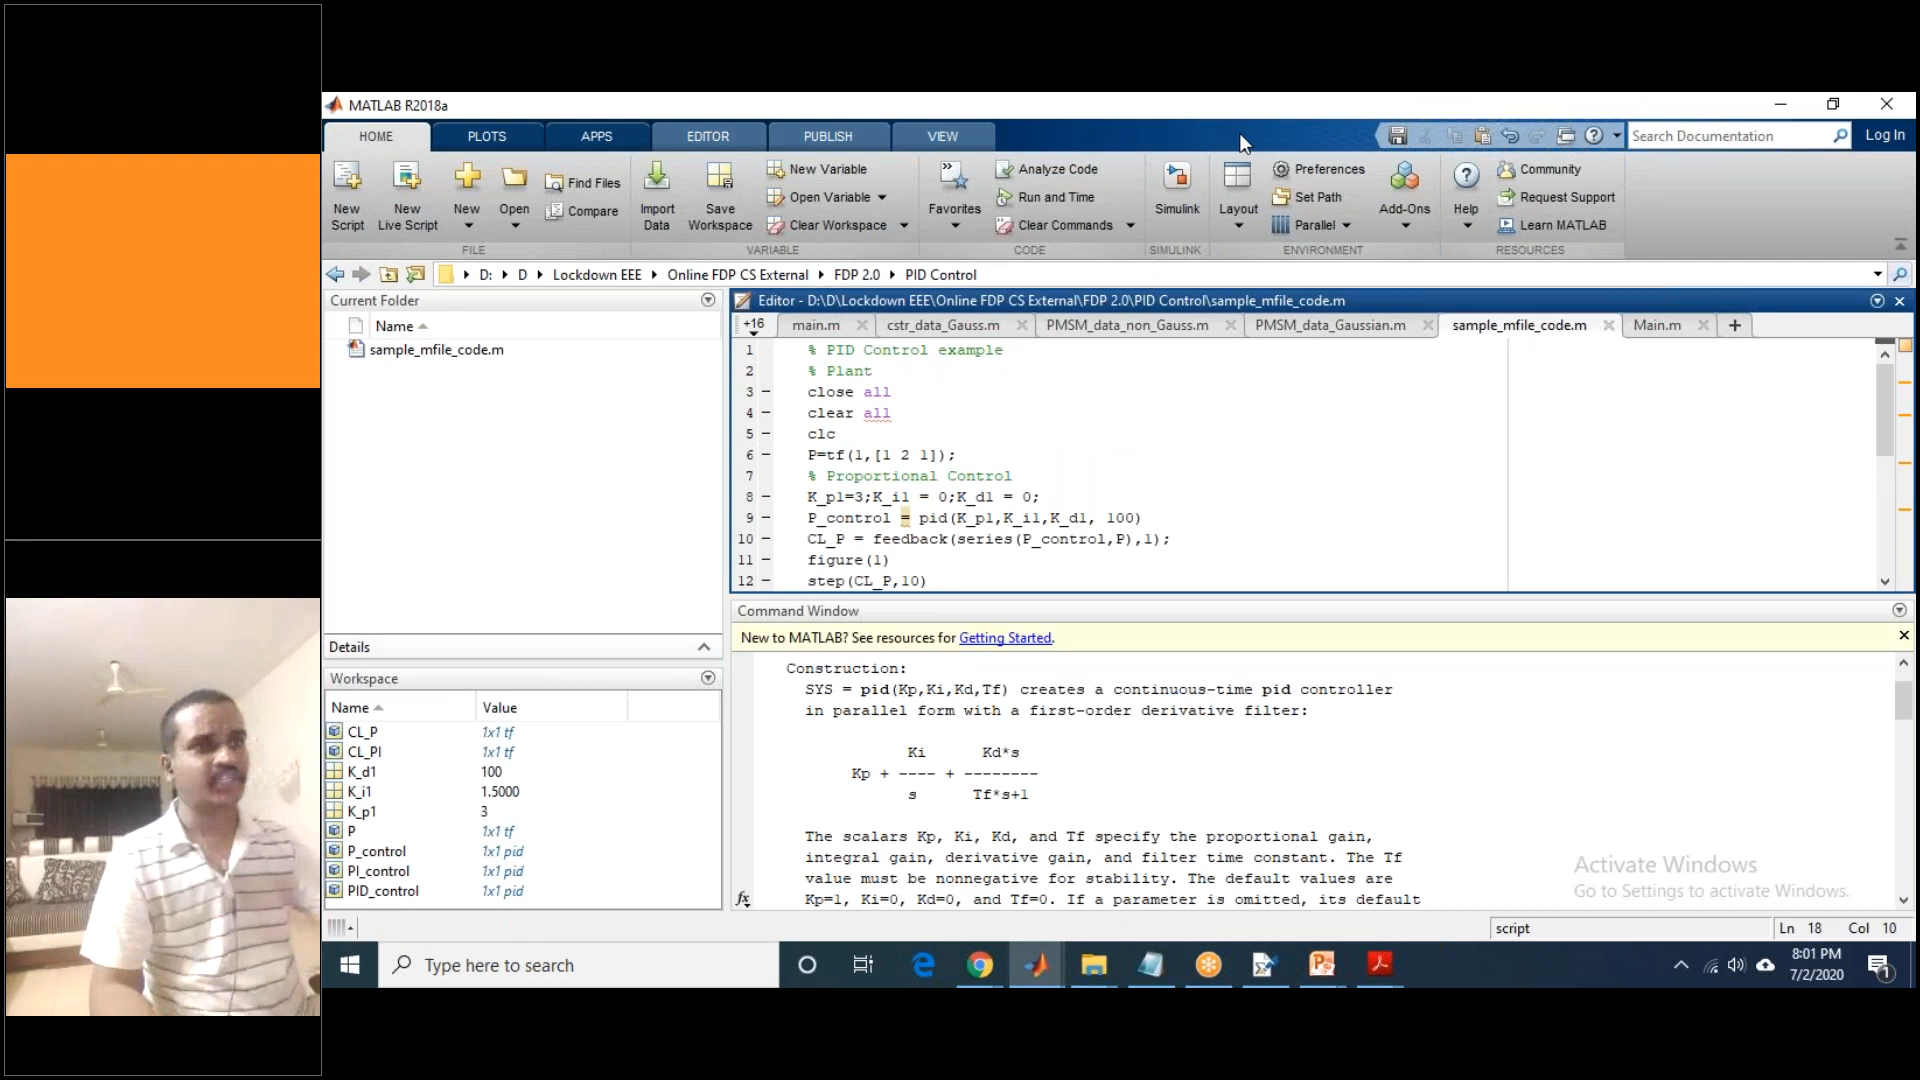 MATLAB R2018a
HOME PLOTS APPS EDITOR PUBLISH VIEW
Search Documentation
Log In
New Script
New Live Script
New
Open
Find Files
Compare
FILE
Import Data
Save Workspace
New Variable
Open Variable
Clear Workspace
VARIABLE
Favorites
Analyze Code
Run and Time
Clear Commands
CODE
Simulink
SIMULINK
Layout
Preferences
Set Path
Parallel
Add-Ons
ENVIRONMENT
Help
Community
Request Support
Learn MATLAB
RESOURCES
D: D Lockdown EEE Online FDP CS External FDP 2.0 PID Control
Current Folder
Name
sample_mfile_code.m
Details
Workspace
Name Value
CL_P 1x1 tf
CL_PI 1x1 tf
K_d1 100
K_i1 1.5000
K_p1 3
P 1x1 tf
P_control 1x1 pid
PI_control 1x1 pid
PID_control 1x1 pid
Editor - D:\D\Lockdown EEE\Online FDP CS External\FDP 2.0\PID Control\sample_mfile_code.m
+16 main.m cstr_data_Gauss.m PMSM_data_non_Gauss.m PMSM_data_Gaussian.m sample_mfile_code.m Main.m +
1 % PID Control example
2 % Plant
3 – close all
4 – clear all
5 – clc
6 – P=tf(1,[1 2 1]);
7 % Proportional Control
8 – K_p1=3;K_i1 = 0;K_d1 = 0;
9 – P_control = pid(K_p1,K_i1,K_d1, 100)
10 – CL_P = feedback(series(P_control,P),1);
11 – figure(1)
12 – step(CL_P,10)
Command Window
New to MATLAB? See resources for Getting Started.
Construction:
SYS = pid(Kp,Ki,Kd,Tf) creates a continuous-time pid controller
in parallel form with a first-order derivative filter:
Ki Kd*s
Kp + ---- + --------
s Tf*s+1
The scalars Kp, Ki, Kd, and Tf specify the proportional gain,
integral gain, derivative gain, and filter time constant. The Tf
value must be nonnegative for stability. The default values are
Kp=1, Ki=0, Kd=0, and Tf=0. If a parameter is omitted, its default
fx
Activate Windows
Go to Settings to activate Windows.
script
Ln 18 Col 10
Type here to search
8:01 PM
7/2/2020
1